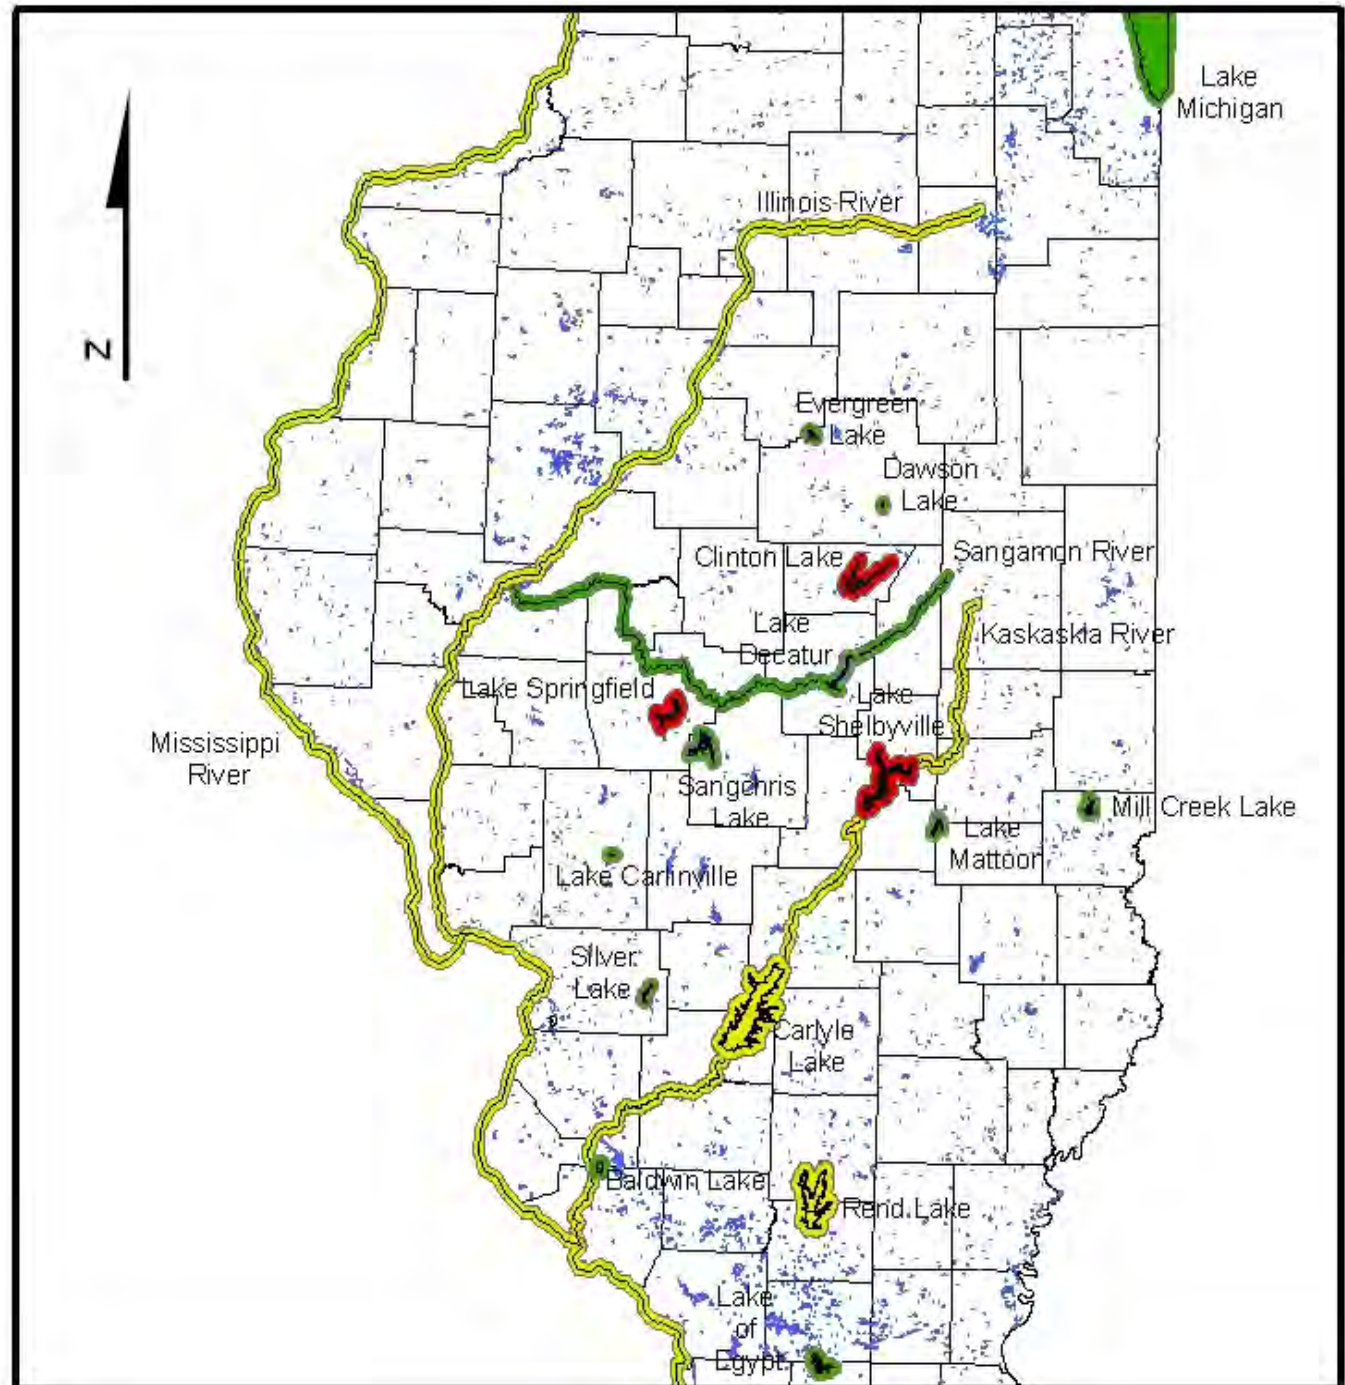 Lake
Michigan
Illinois River
N
Evergreen
Lake
Dawson
Lake
Clinton Lake
Sangamon River
Lake
Decatur
Kaskaskia River
Lake Springfield
Lake
Shelbyville
Mississippi
River
Sangchris
Lake
Mill Creek Lake
Lake
Mattoon
Lake Carlinville
Silver
Lake
Carlyle
Lake
Baldwin Lake
Rend Lake
Lake
of
Egypt